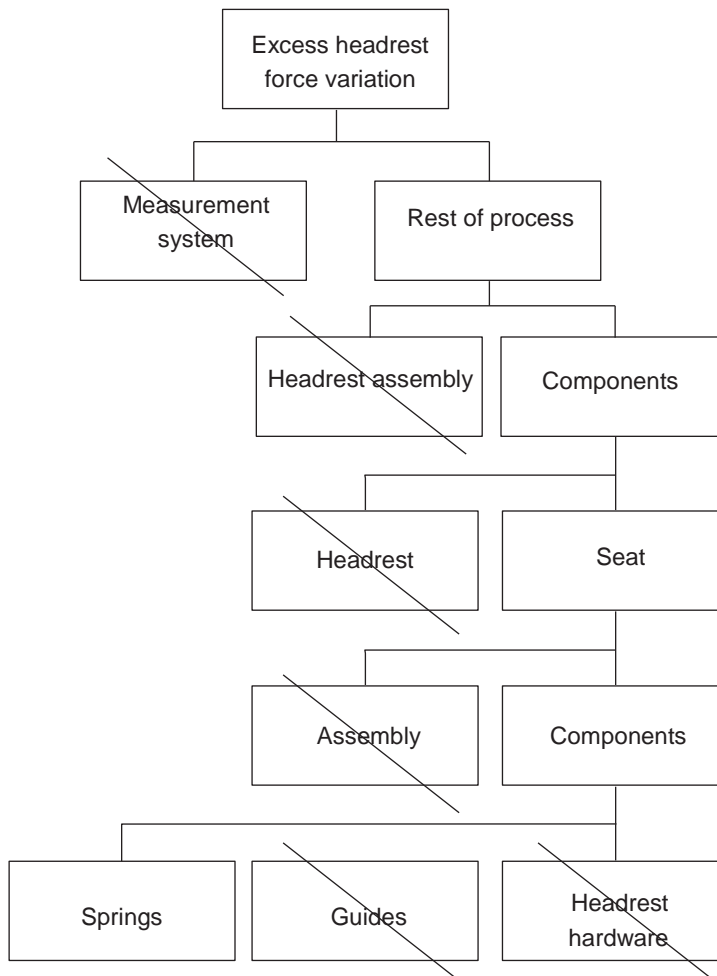 Excess headrest
force variation
Measurement
system
Rest of process
Headrest assembly
Components
Headrest
Seat
Assembly
Components
Springs
Guides
Headrest
hardware